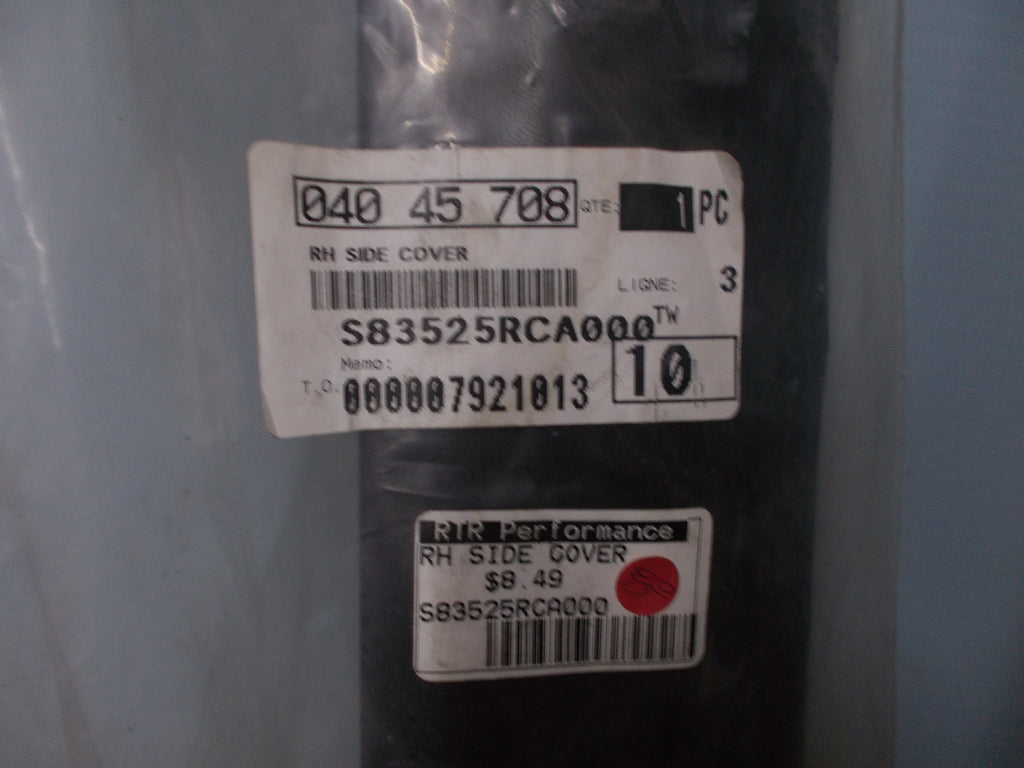 040 45 708 QTE: 1 PC
RH SIDE COVER
LIGNE: 3
S83525RCA000 TW
Memo:
T.O. 000007921013 10
RTR Performance
RH SIDE COVER
$8.49
S83525RCA000